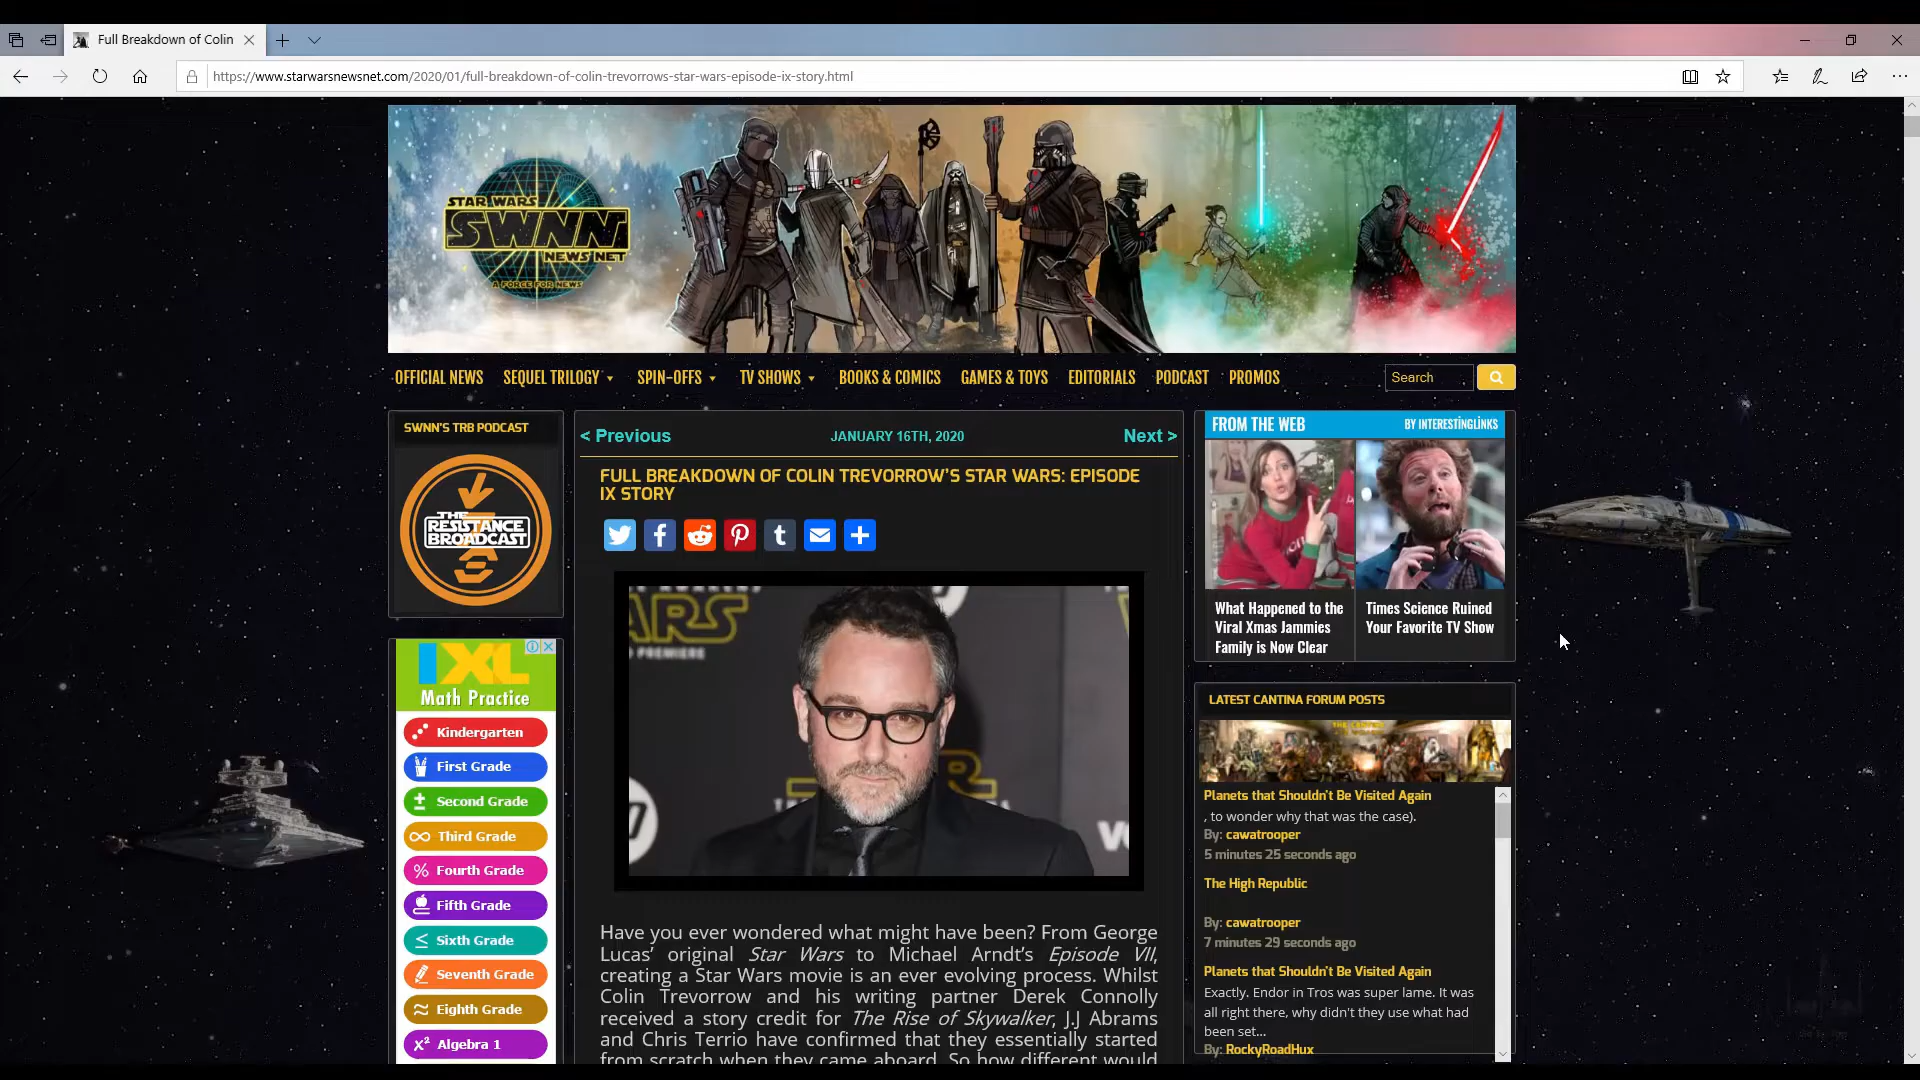 Full Breakdown of Colin
https://www.starwarsnewsnet.com/2020/01/full-breakdown-of-colin-trevorrows-star-wars-episode-ix-story.html
STAR WARS
SWNN
NEWS NET
A FORCE FOR NEWS
OFFICIAL NEWS
SEQUEL TRILOGY
SPIN-OFFS
TV SHOWS
BOOKS & COMICS
GAMES & TOYS
EDITORIALS
PODCAST
PROMOS
Search
SWNN'S TRB PODCAST
THE
RESISTANCE
BROADCAST
IXL
Math Practice
Kindergarten
First Grade
Second Grade
Third Grade
Fourth Grade
Fifth Grade
Sixth Grade
Seventh Grade
Eighth Grade
Algebra 1
< Previous
JANUARY 16TH, 2020
Next >
FULL BREAKDOWN OF COLIN TREVORROW'S STAR WARS: EPISODE
IX STORY
Have you ever wondered what might have been? From George
Lucas' original Star Wars to Michael Arndt's Episode VII,
creating a Star Wars movie is an ever evolving process. Whilst
Colin Trevorrow and his writing partner Derek Connolly
received a story credit for The Rise of Skywalker, J.J Abrams
and Chris Terrio have confirmed that they essentially started
from scratch when they came aboard. So how different would
FROM THE WEB
BY INTERESTINGLINKS
What Happened to the
Viral Xmas Jammies
Family is Now Clear
Times Science Ruined
Your Favorite TV Show
LATEST CANTINA FORUM POSTS
Planets that Shouldn't Be Visited Again
, to wonder why that was the case).
By: cawatrooper
5 minutes 25 seconds ago
The High Republic
By: cawatrooper
7 minutes 29 seconds ago
Planets that Shouldn't Be Visited Again
Exactly. Endor in Tros was super lame. It was
all right there, why didn't they use what had
been set...
By: RockyRoadHux